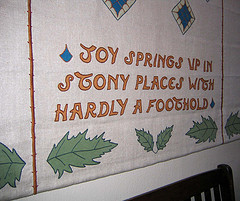 JOY SPRINGS UP IN
STONY PLACES WITH
HARDLY A FOOTHOLD